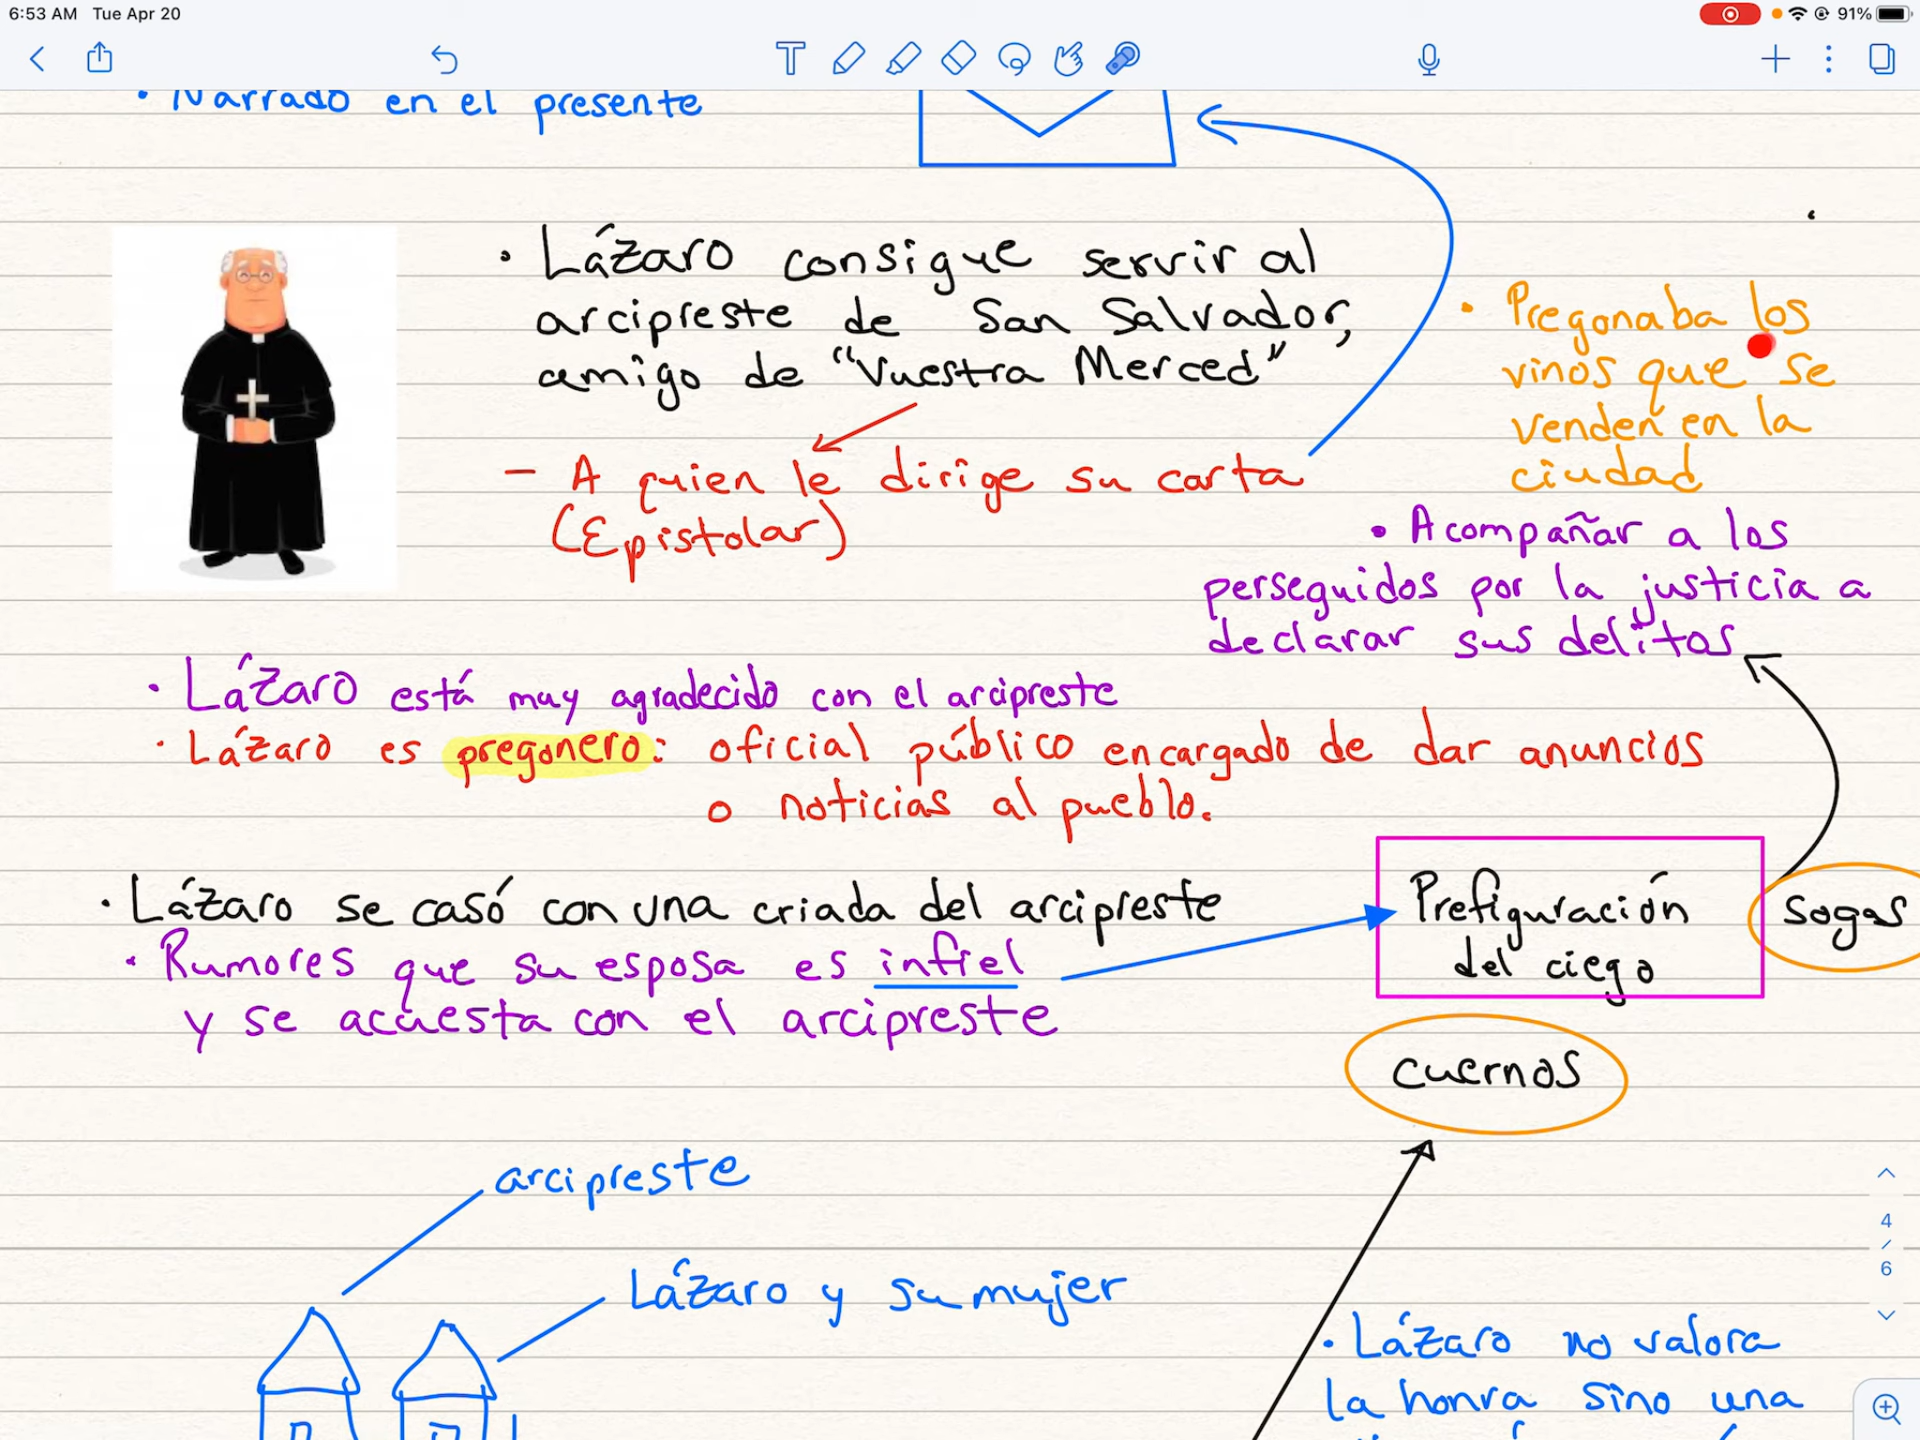 6:53 AM Tue Apr 20
91%
• Narrado en el presente
• Lázaro consigue servir al
arcipreste de San Salvador,
amigo de "Vuestra Merced"
- A quien le dirige su carta
(Epistolar)
• Pregonaba los
vinos que se
venden en la
ciudad
• Acompañar a los
perseguidos por la justicia a
declarar sus delitos
• Lázaro está muy agradecido con el arcipreste
• Lázaro es pregonero: oficial público encargado de dar anuncios
o noticias al pueblo.
• Lázaro se casó con una criada del arcipreste
• Rumores que su esposa es infiel
y se acuesta con el arcipreste
Prefiguración
del ciego
sogas
cuernos
arcipreste
Lázaro y su mujer
• Lázaro no valora
la honra sino una
4
/
6